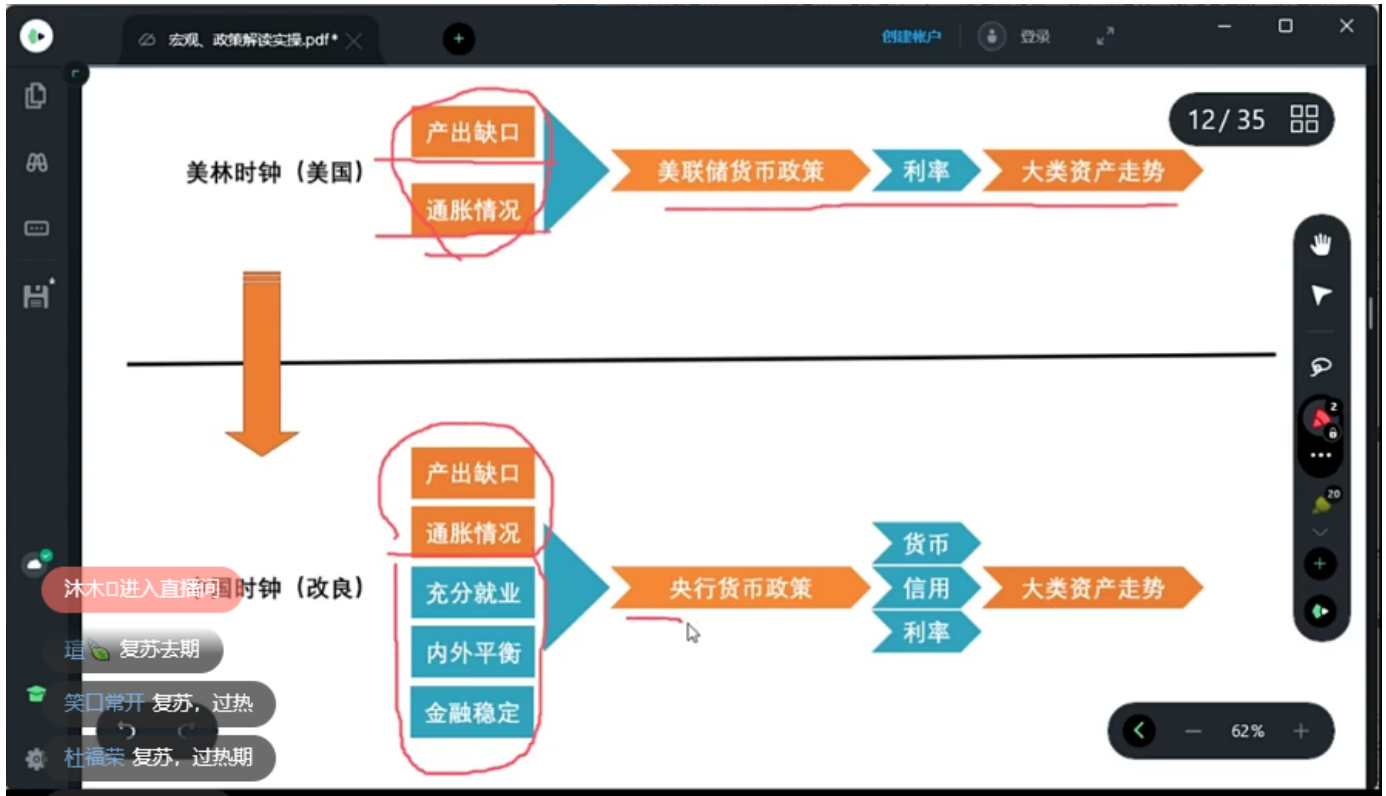 宏观、政策解读实操.pdf*
创建帐户
登录
12/35
美林时钟（美国）
产出缺口
通胀情况
美联储货币政策
利率
大类资产走势
国时钟（改良）
产出缺口
通胀情况
充分就业
内外平衡
金融稳定
央行货币政策
货币
信用
利率
大类资产走势
沐木进入直播间
瑄 复苏去期
笑口常开 复苏，过热
杜福荣 复苏，过热期
2
20
62%